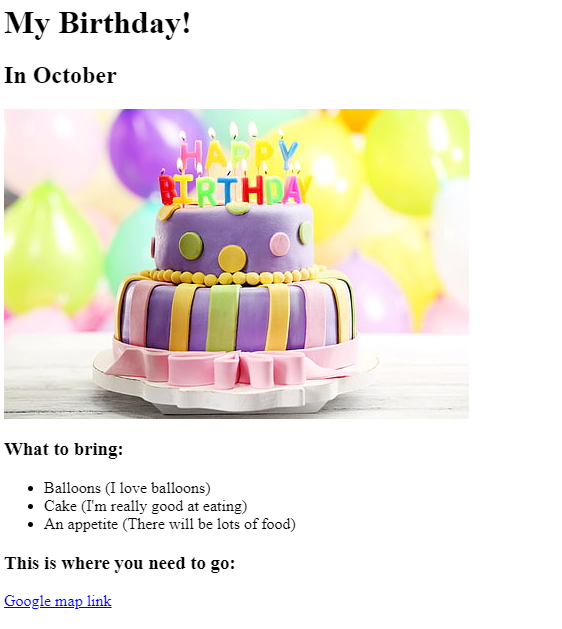 My Birthday!
In October
HAPPY
BIRTHDAY
What to bring:
Balloons (I love balloons)
Cake (I'm really good at eating)
An appetite (There will be lots of food)
This is where you need to go:
Google map link